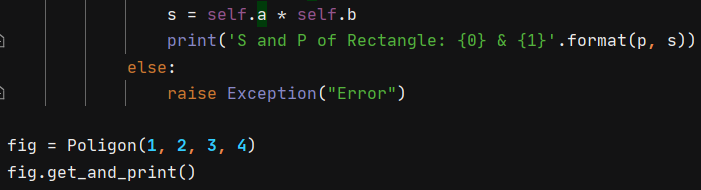 s = self.a * self.b
print('S and P of Rectangle: {0} & {1}'.format(p, s))
else:
raise Exception("Error")
fig = Poligon(1, 2, 3, 4)
fig.get_and_print()